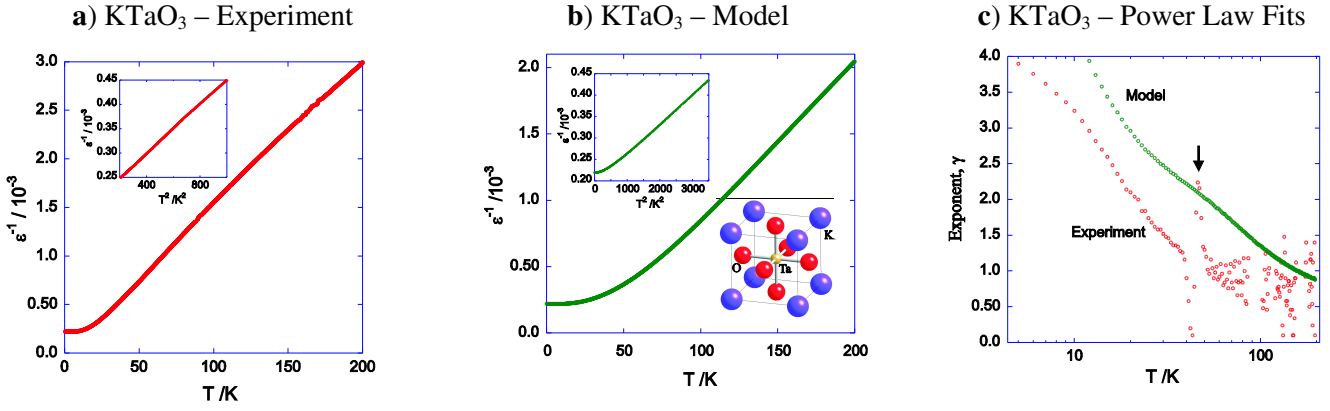 a) KTaO₃ – Experiment
3.0
2.5
2.0
1.5
1.0
0.50
0.0
ε⁻¹ / 10⁻³
0 50 100 150 200
T /K
0.45
0.40
0.35
0.30
0.25
ε⁻¹ / 10⁻³
400 800
T² /K²
b) KTaO₃ – Model
2.0
1.5
1.0
0.50
0.0
ε⁻¹ / 10⁻³
0 50 100 150 200
T /K
0.45
0.40
0.35
0.30
0.25
0.20
ε⁻¹ /10⁻³
0 1000 2000 3000
T² /K²
K
O
Ta
c) KTaO₃ – Power Law Fits
4.0
3.5
3.0
2.5
2.0
1.5
1.0
0.50
0.0
Exponent, γ
Model
Experiment
10 100
T /K